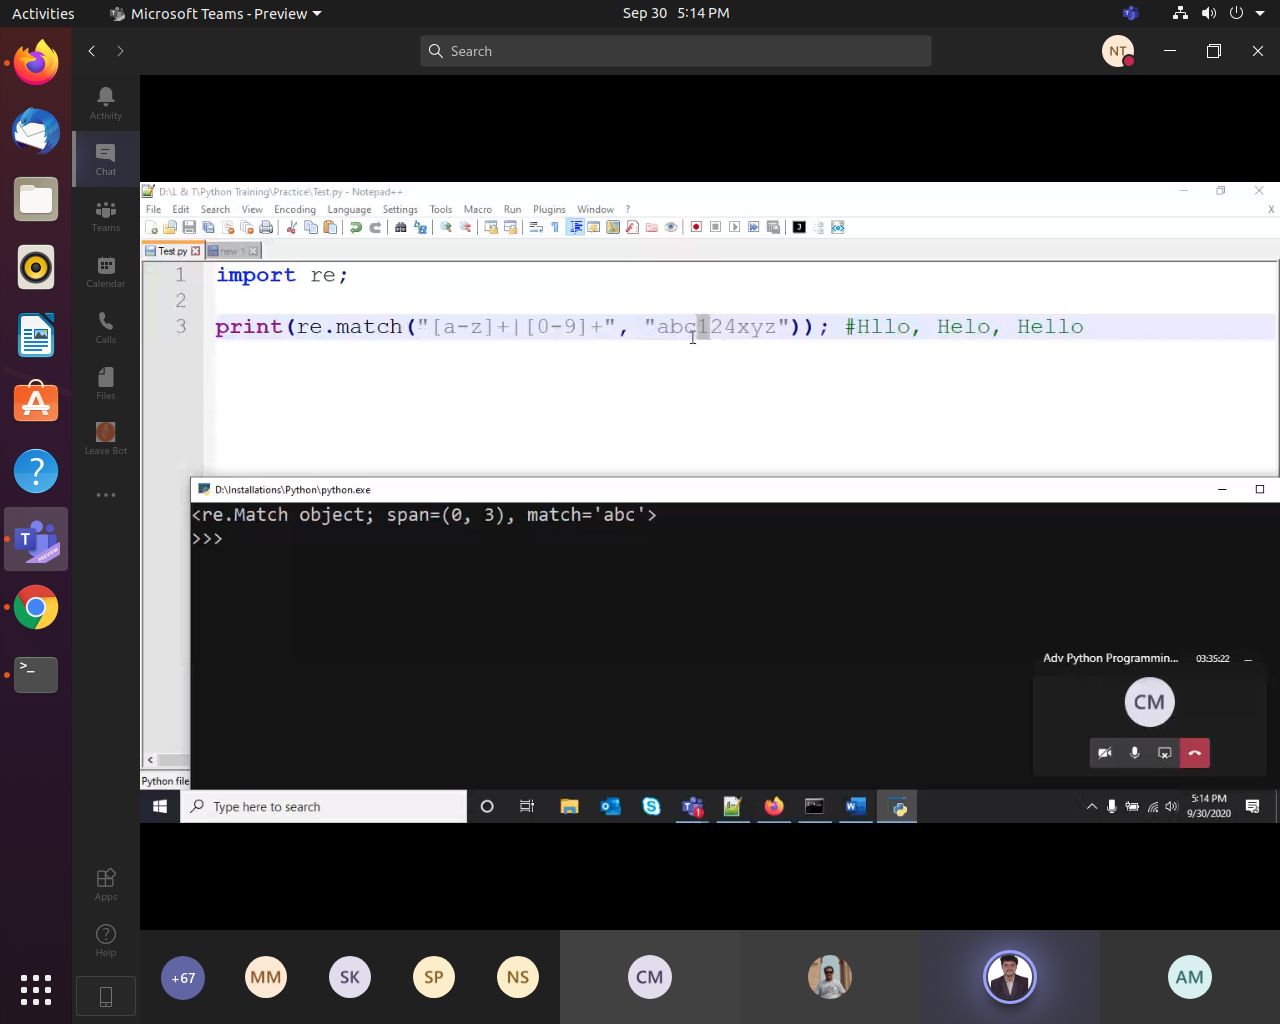 Activities
Microsoft Teams - Preview
Sep 30 5:14 PM
Search
NT
Activity
Chat
Teams
Calendar
Calls
Files
Leave Bot
Apps
Help
D:\L & T\Python Training\Practice\Test.py - Notepad++
File Edit Search View Encoding Language Settings Tools Macro Run Plugins Window ?
X
Test.py
new 1
1 import re;
2
3 print(re.match("[a-z]+|[0-9]+", "abc124xyz")); #Hllo, Helo, Hello
D:\Installations\Python\python.exe
<re.Match object; span=(0, 3), match='abc'>
>>>
Adv Python Programmin... 03:35:22
CM
Python file
Type here to search
5:14 PM
9/30/2020
+67
MM
SK
SP
NS
CM
AM